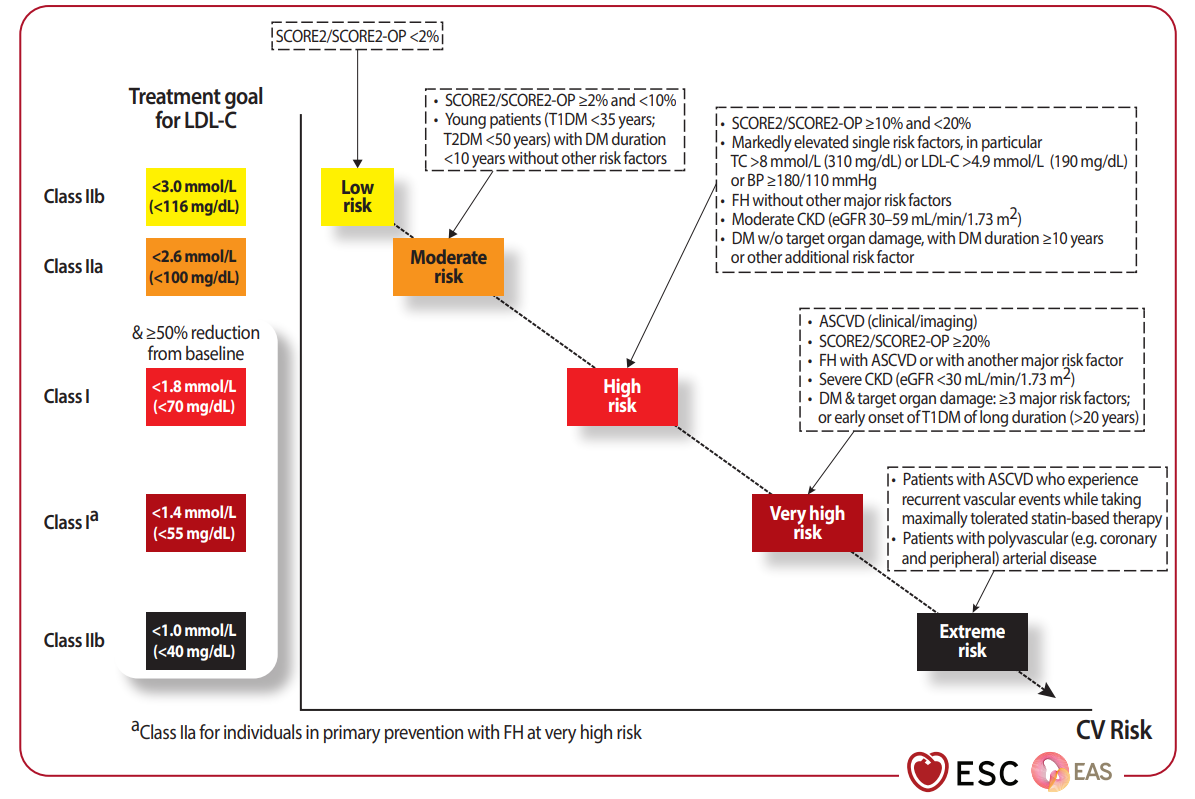 SCORE2/SCORE2-OP <2%
Treatment goal
for LDL-C
• SCORE2/SCORE2-OP ≥2% and <10%
• Young patients (T1DM <35 years;
T2DM <50 years) with DM duration
<10 years without other risk factors
• SCORE2/SCORE2-OP ≥10% and <20%
• Markedly elevated single risk factors, in particular
TC >8 mmol/L (310 mg/dL) or LDL-C >4.9 mmol/L (190 mg/dL)
or BP ≥180/110 mmHg
• FH without other major risk factors
• Moderate CKD (eGFR 30–59 mL/min/1.73 m²)
• DM w/o target organ damage, with DM duration ≥10 years
or other additional risk factor
Class IIb
<3.0 mmol/L
(<116 mg/dL)
Low
risk
Class IIa
<2.6 mmol/L
(<100 mg/dL)
Moderate
risk
& ≥50% reduction
from baseline
• ASCVD (clinical/imaging)
• SCORE2/SCORE2-OP ≥20%
• FH with ASCVD or with another major risk factor
• Severe CKD (eGFR <30 mL/min/1.73 m²)
• DM & target organ damage: ≥3 major risk factors;
or early onset of T1DM of long duration (>20 years)
Class I
<1.8 mmol/L
(<70 mg/dL)
High
risk
Class Iᵃ
<1.4 mmol/L
(<55 mg/dL)
Very high
risk
• Patients with ASCVD who experience
recurrent vascular events while taking
maximally tolerated statin-based therapy
• Patients with polyvascular (e.g. coronary
and peripheral) arterial disease
Class IIb
<1.0 mmol/L
(<40 mg/dL)
Extreme
risk
ᵃClass IIa for individuals in primary prevention with FH at very high risk
CV Risk
ESC
EAS